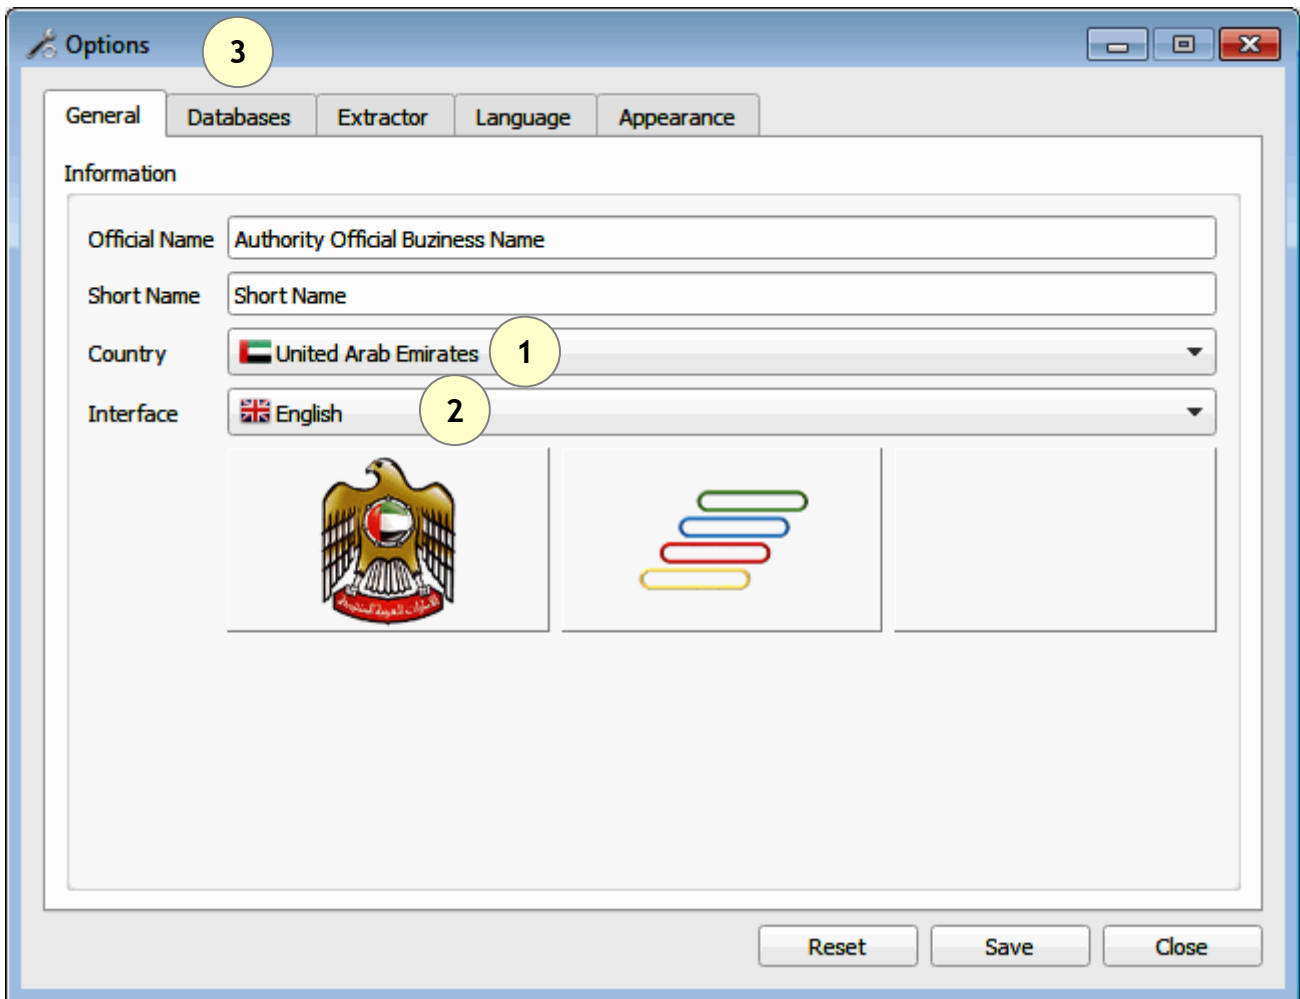 Options
3
General Databases Extractor Language Appearance
Information
Official Name Authority Official Buziness Name
Short Name Short Name
Country United Arab Emirates 1
Interface English 2
Reset Save Close